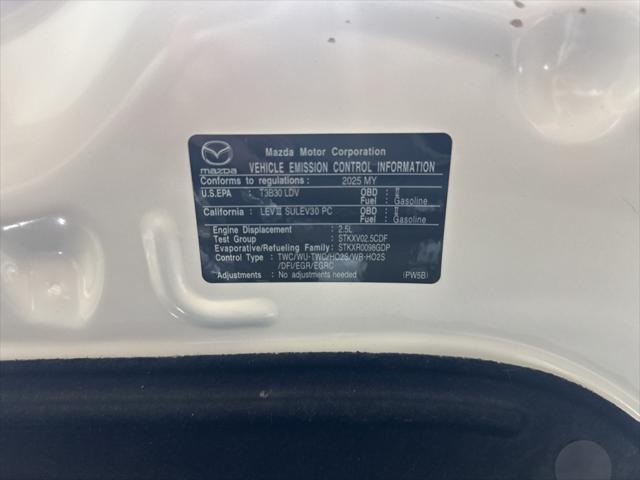 Mazda Motor Corporation
mazda VEHICLE EMISSION CONTROL INFORMATION
Conforms to regulations : 2025 MY
U.S.EPA : T3B30 LDV OBD : II
Fuel : Gasoline
California : LEVIII SULEV30 PC OBD : II
Fuel : Gasoline
Engine Displacement : 2.5L
Test Group : STKXV02.5CDF
Evaporative/Refueling Family : STKXR0098GDP
Control Type : TWC/WU-TWC/HO2S/WR-HO2S
/DFI/EGR/EGRC
Adjustments : No adjustments needed (PW5B)